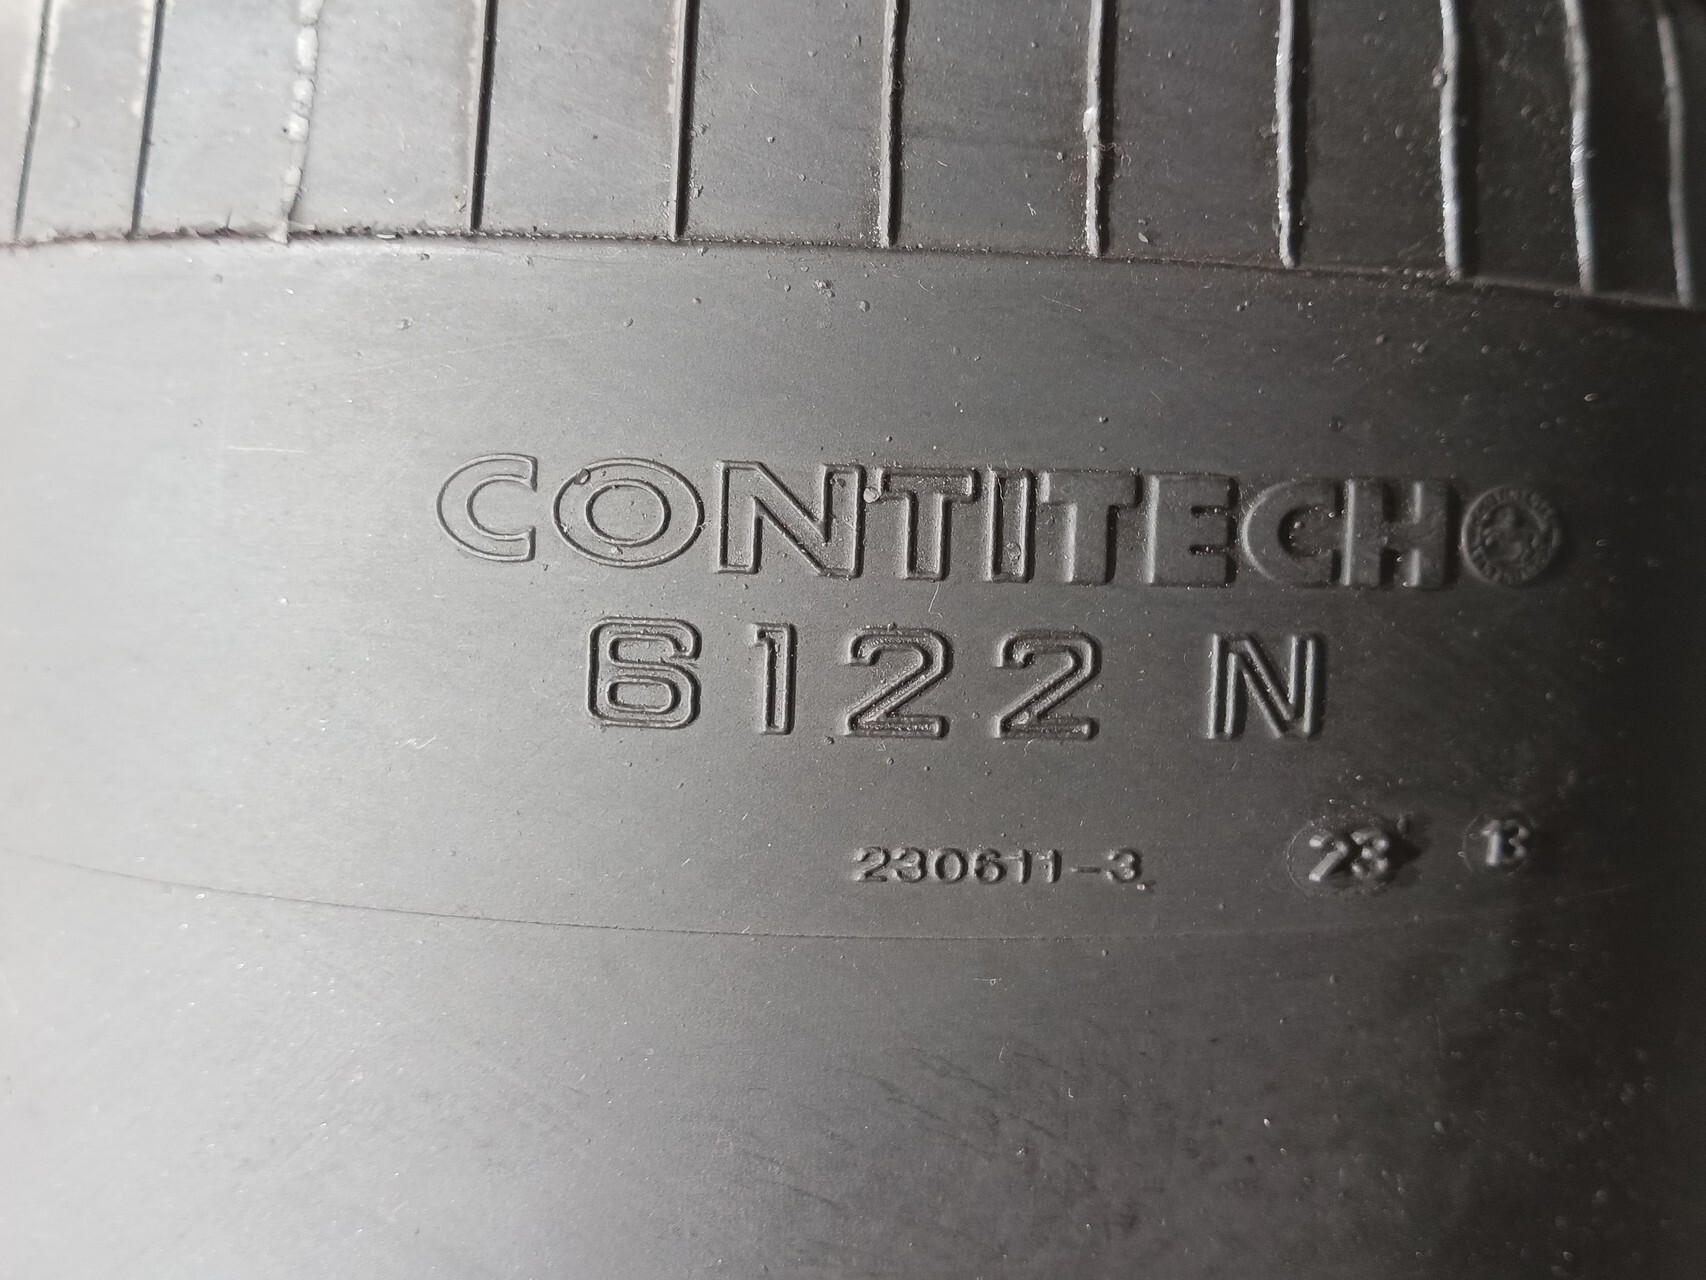 CONTITECH
6122 N
230611-3 23 13